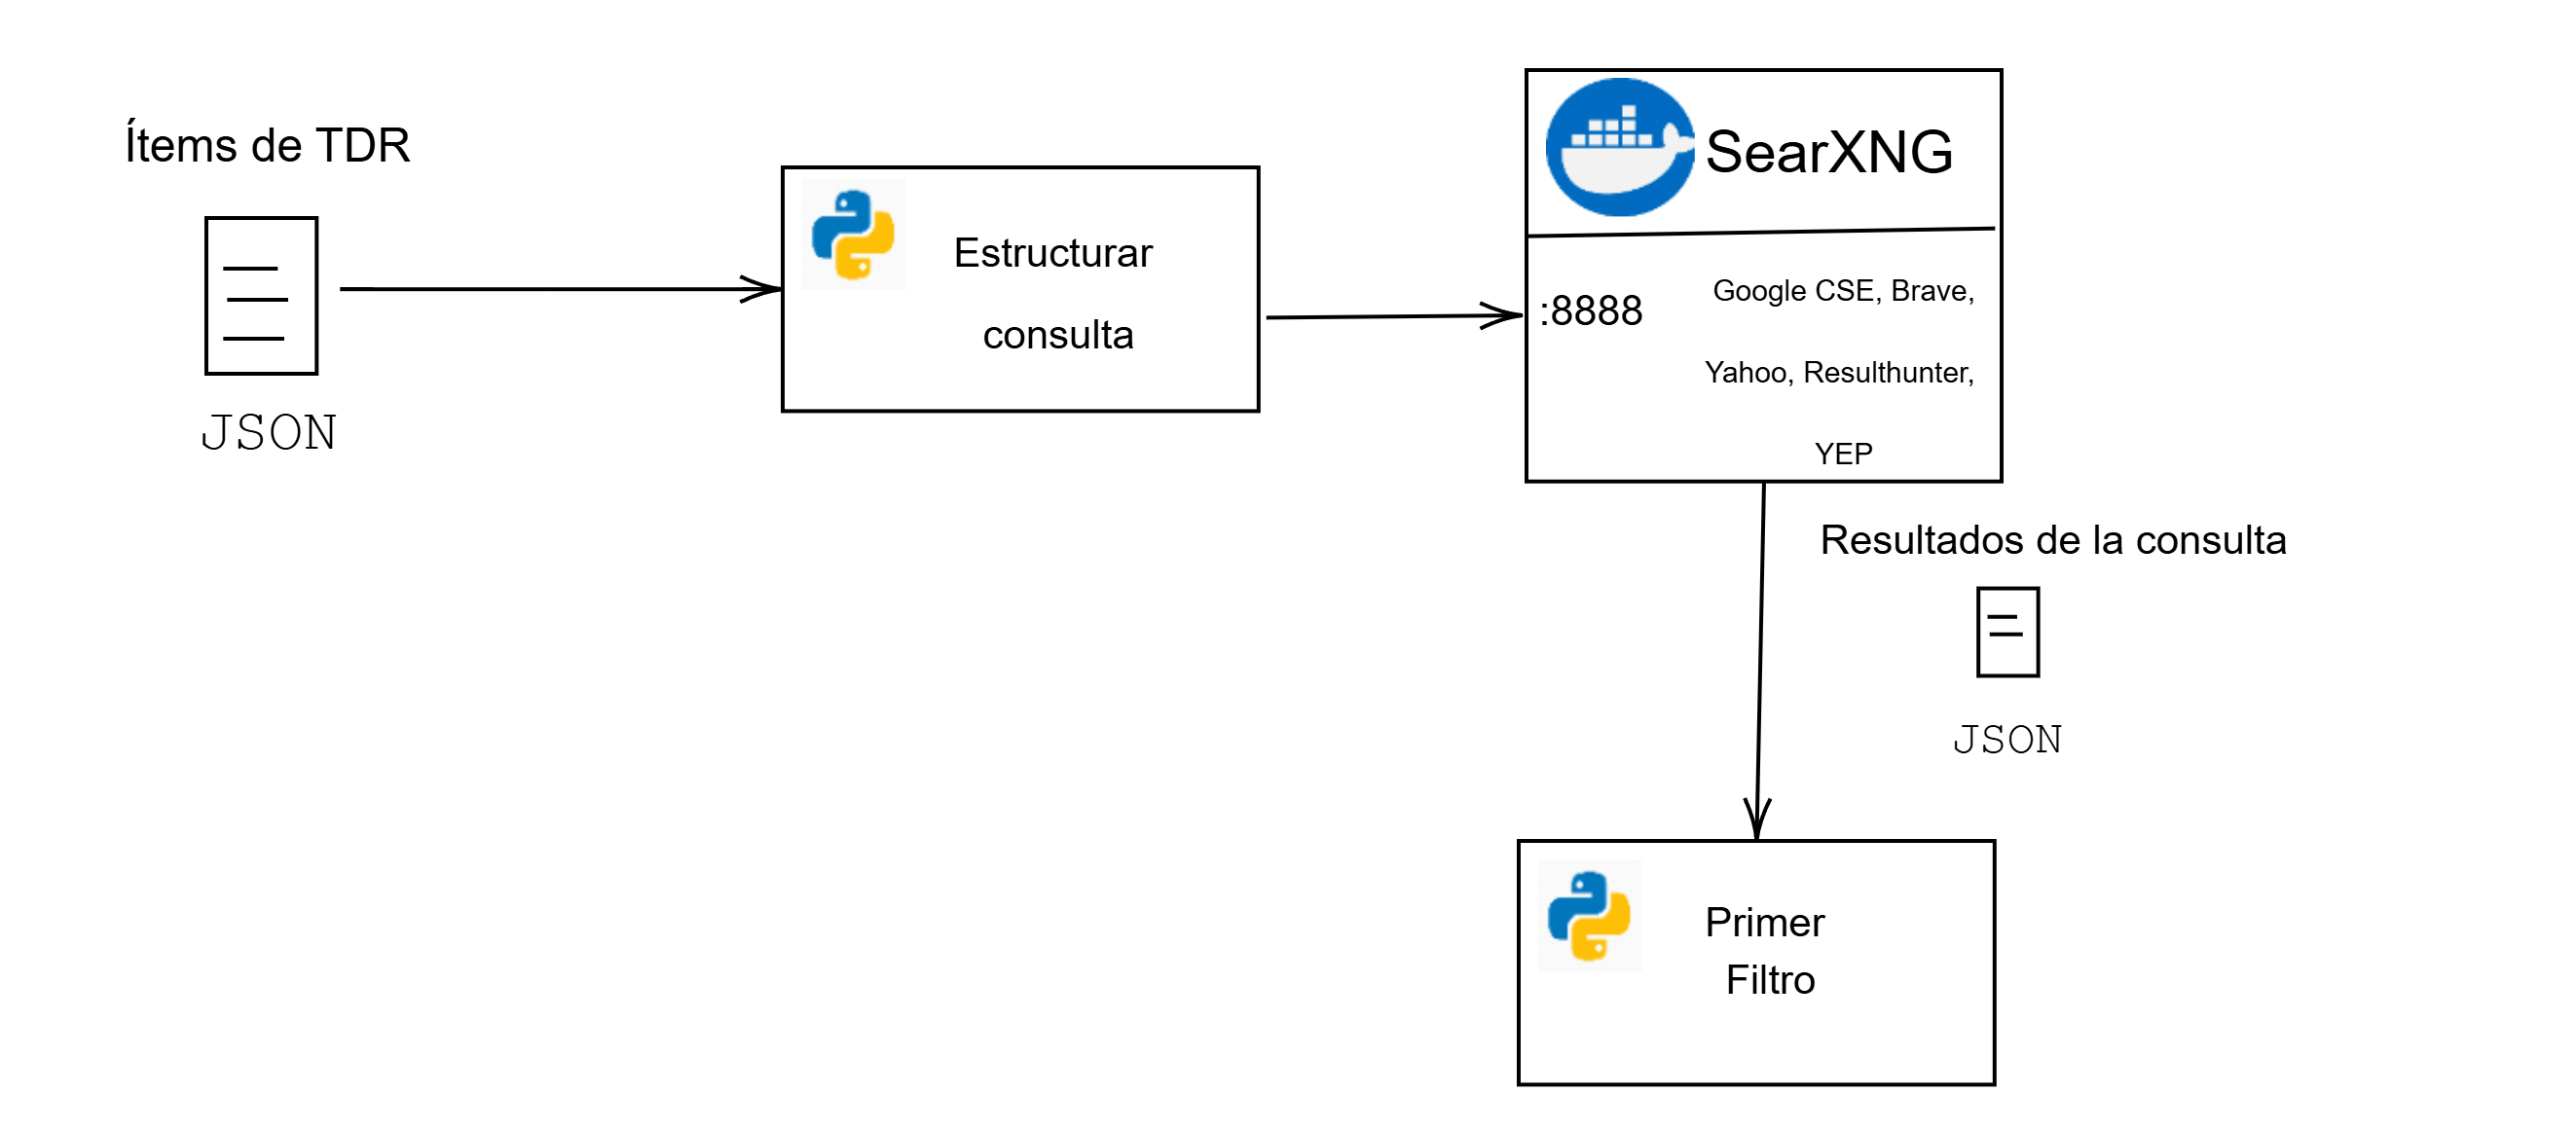 Ítems de TDR
JSON
Estructurar
consulta
SearXNG
:8888
Google CSE, Brave,
Yahoo, Resulthunter,
YEP
Resultados de la consulta
JSON
Primer
Filtro